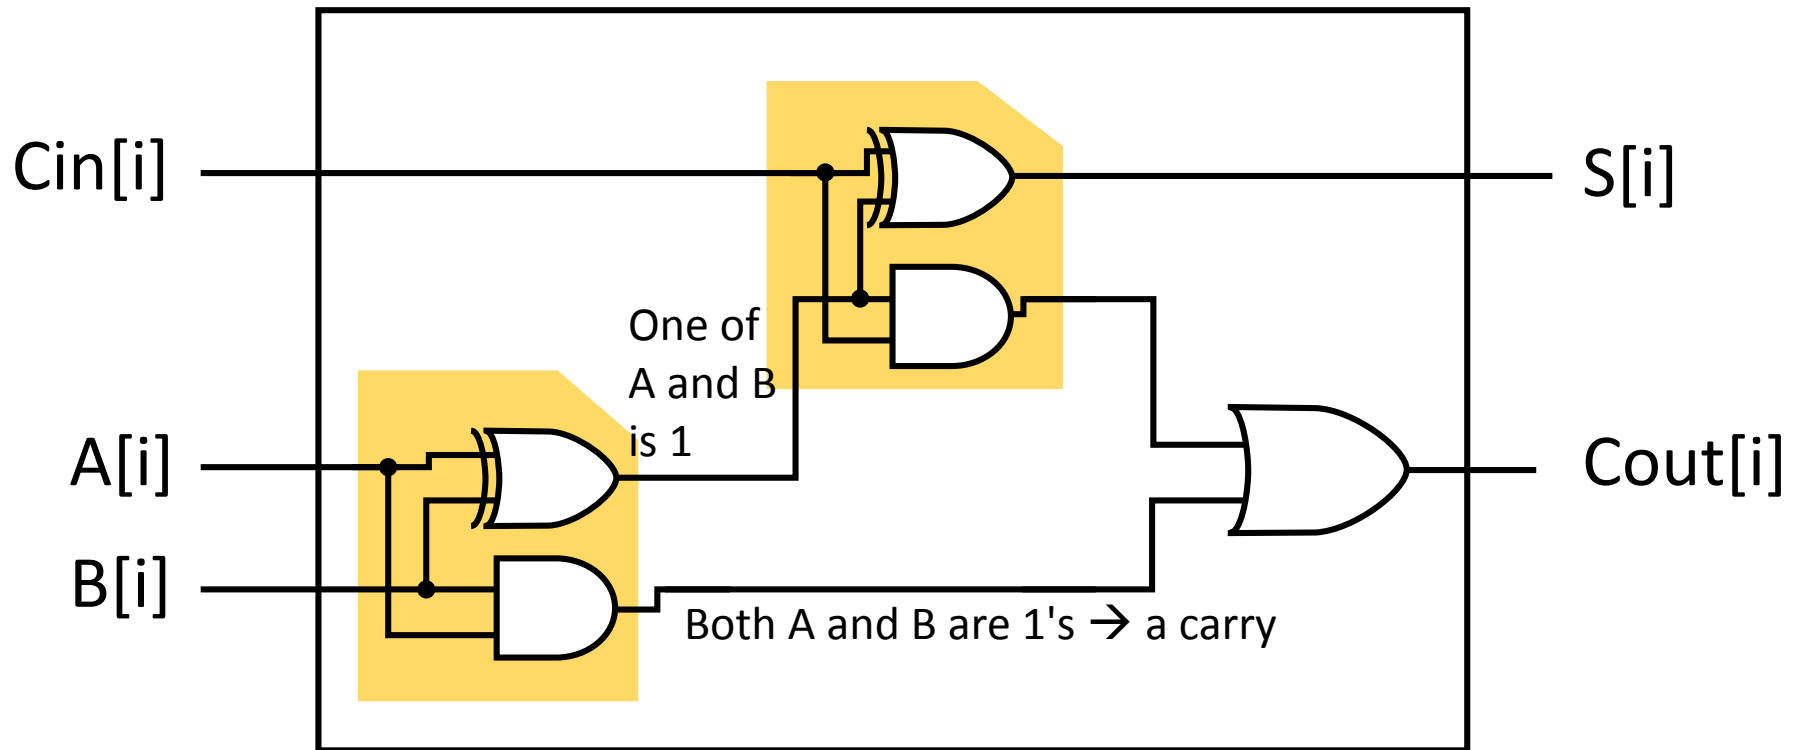 Cin[i]
S[i]
One of
A and B
is 1
A[i]
Cout[i]
B[i]
Both A and B are 1's → a carry